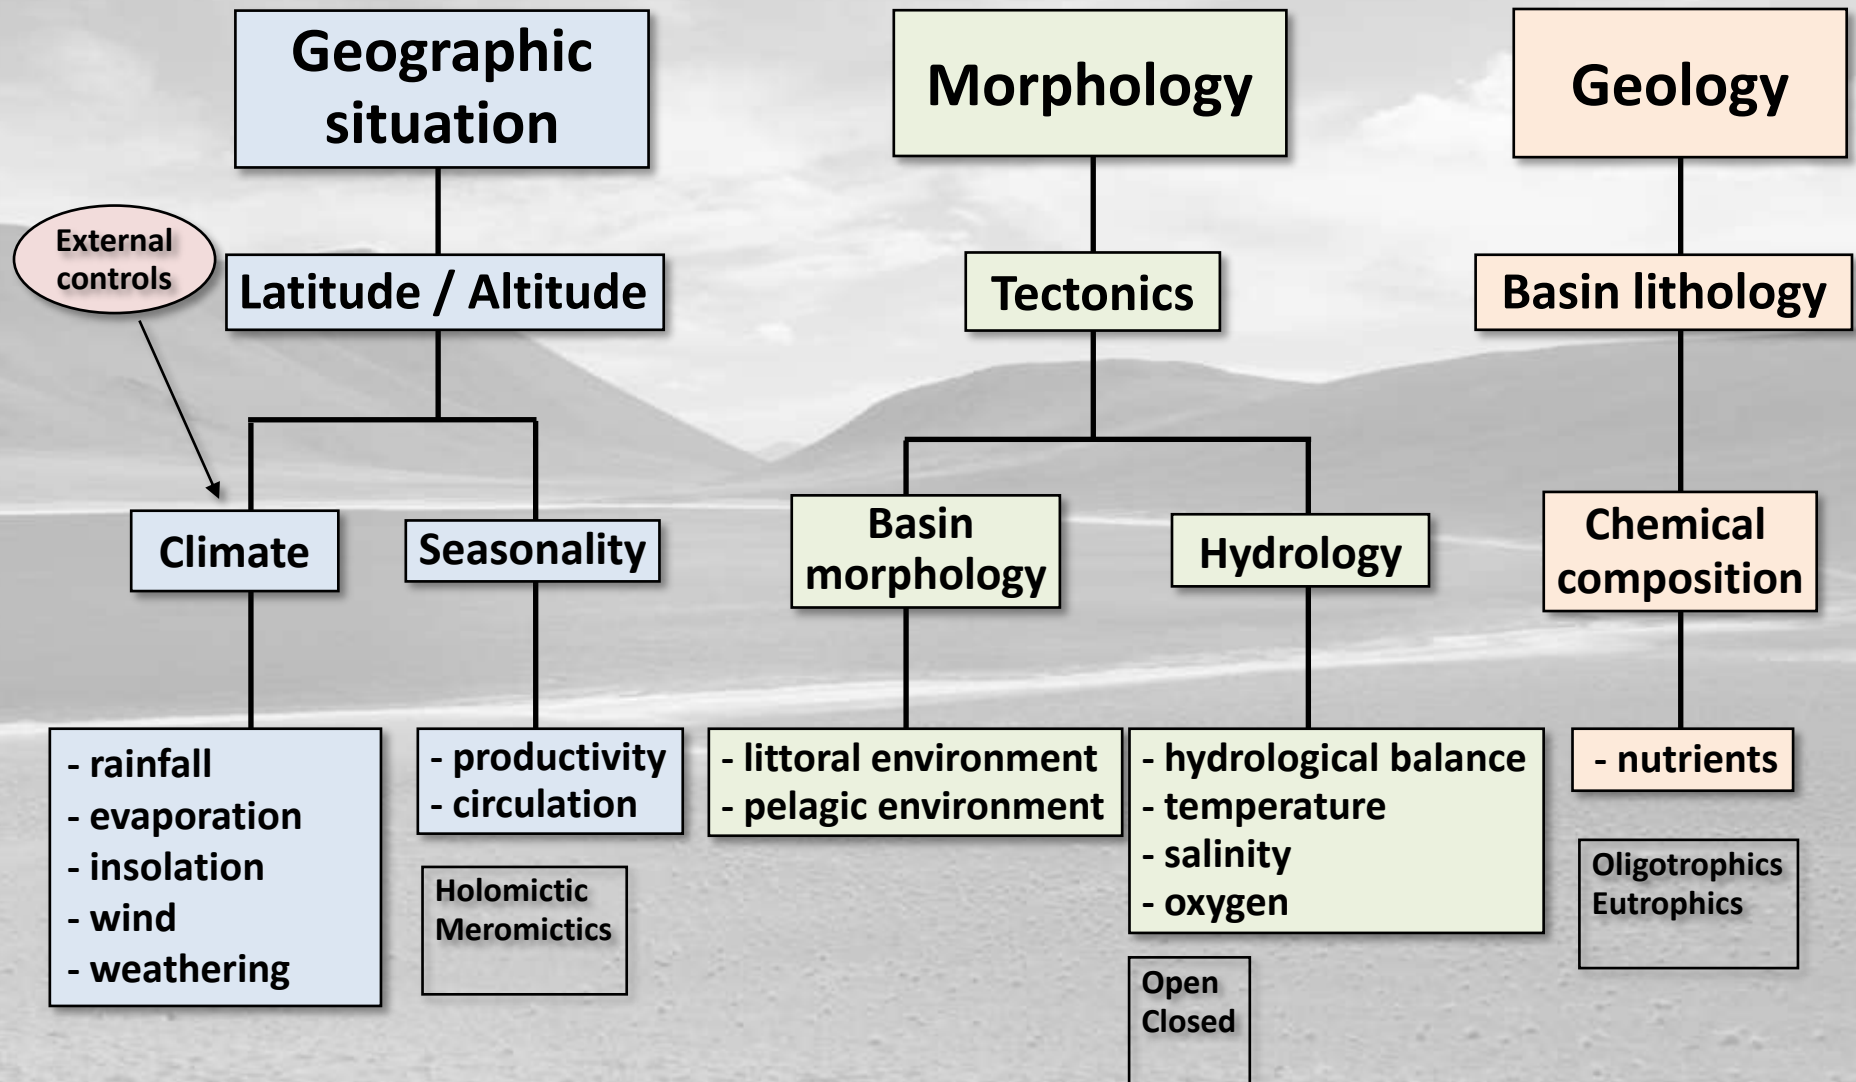 Geographic
situation
Morphology
Geology
External
controls
Latitude / Altitude
Tectonics
Basin lithology
Climate
Seasonality
Basin
morphology
Hydrology
Chemical
composition
- rainfall
- evaporation
- insolation
- wind
- weathering
- productivity
- circulation
- littoral environment
- pelagic environment
- hydrological balance
- temperature
- salinity
- oxygen
- nutrients
Holomictic
Meromictics
Open
Closed
Oligotrophics
Eutrophics